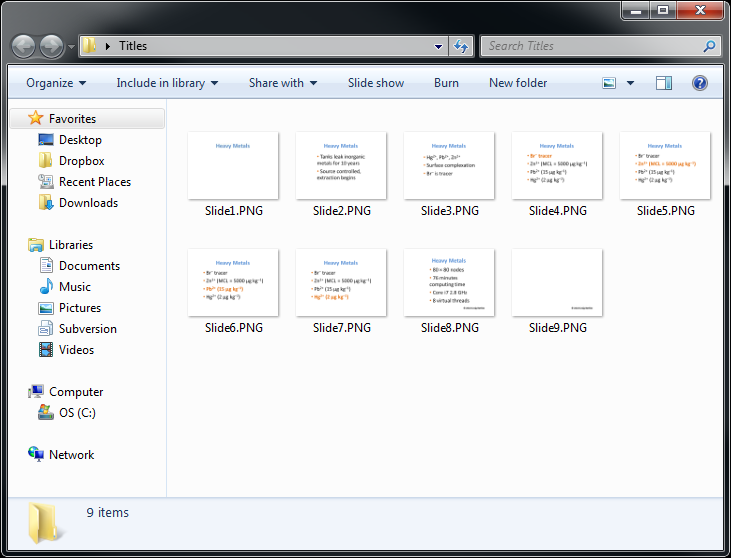 Titles
Search Titles
Organize Include in library Share with Slide show Burn New folder
Favorites
Desktop
Dropbox
Recent Places
Downloads
Libraries
Documents
Music
Pictures
Subversion
Videos
Computer
OS (C:)
Network
Heavy Metals
Slide1.PNG
Heavy Metals
• Tanks leak inorganic
metals for 10 years
• Source controlled,
extraction begins
Slide2.PNG
Heavy Metals
• Hg²⁺, Pb²⁺, Zn²⁺
• Surface complexation
• Br⁻ is tracer
Slide3.PNG
Heavy Metals
• Br⁻ tracer
• Zn²⁺ (MCL = 5000 μg·kg⁻¹)
• Pb²⁺ (15 μg·kg⁻¹)
• Hg²⁺ (2 μg·kg⁻¹)
Slide4.PNG
Heavy Metals
• Br⁻ tracer
• Zn²⁺ (MCL = 5000 μg·kg⁻¹)
• Pb²⁺ (15 μg·kg⁻¹)
• Hg²⁺ (2 μg·kg⁻¹)
Slide5.PNG
Heavy Metals
• Br⁻ tracer
• Zn²⁺ (MCL = 5000 μg·kg⁻¹)
• Pb²⁺ (15 μg·kg⁻¹)
• Hg²⁺ (2 μg·kg⁻¹)
Slide6.PNG
Heavy Metals
• Br⁻ tracer
• Zn²⁺ (MCL = 5000 μg·kg⁻¹)
• Pb²⁺ (15 μg·kg⁻¹)
• Hg²⁺ (2 μg·kg⁻¹)
Slide7.PNG
Heavy Metals
• 80 × 80 nodes
• 76 minutes
computing time
• Core i7 2.8 GHz
• 8 virtual threads
Slide8.PNG
Slide9.PNG
9 items